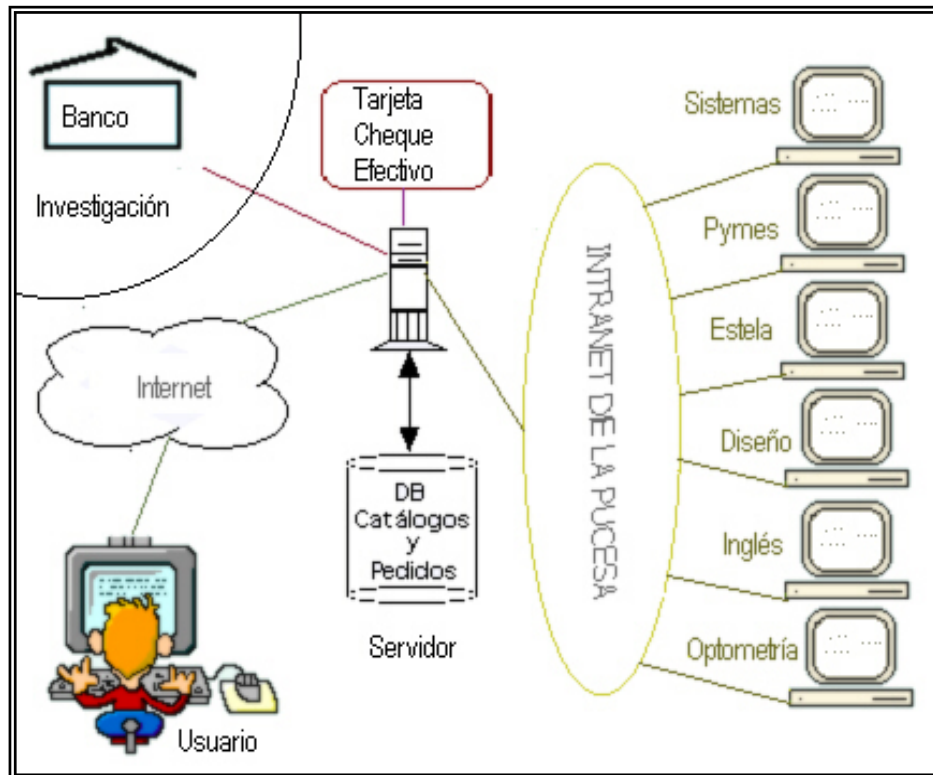 Banco
Investigación
Tarjeta
Cheque
Efectivo
Internet
Usuario
DB
Catálogos
y
Pedidos
Servidor
INTRANET DE LA PUCESA
Sistemas
Pymes
Estela
Diseño
Inglés
Optometría